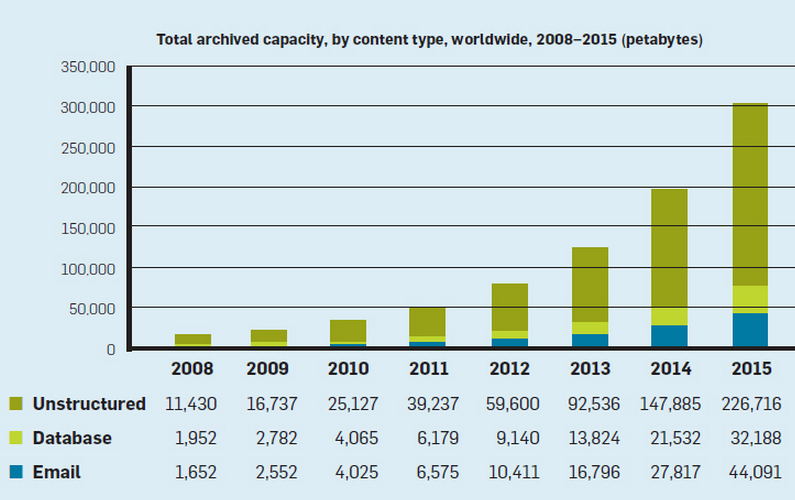 Total archived capacity, by content type, worldwide, 2008–2015 (petabytes)
350,000
300,000
250,000
200,000
150,000
100,000
50,000
0
2008 2009 2010 2011 2012 2013 2014 2015
Unstructured 11,430 16,737 25,127 39,237 59,600 92,536 147,885 226,716
Database 1,952 2,782 4,065 6,179 9,140 13,824 21,532 32,188
Email 1,652 2,552 4,025 6,575 10,411 16,796 27,817 44,091